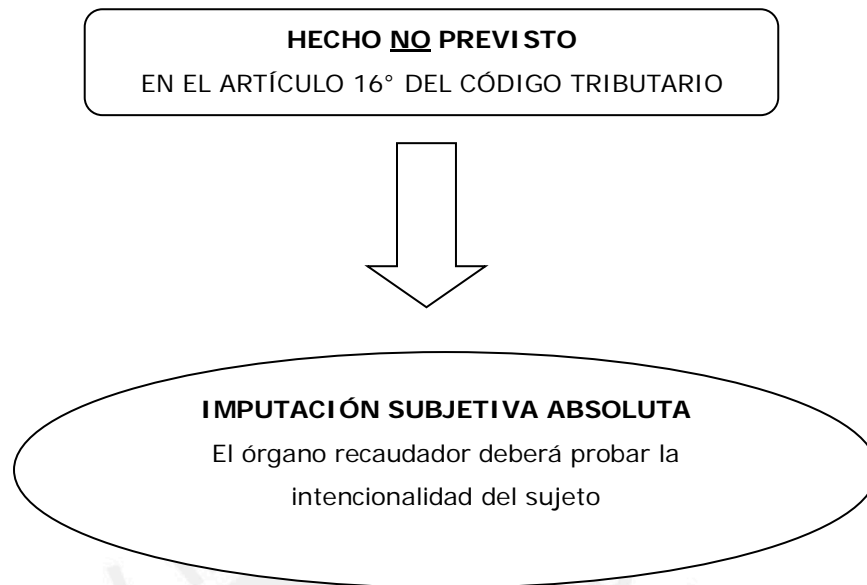 HECHO NO PREVISTO
EN EL ARTÍCULO 16° DEL CÓDIGO TRIBUTARIO
IMPUTACIÓN SUBJETIVA ABSOLUTA
El órgano recaudador deberá probar la
intencionalidad del sujeto